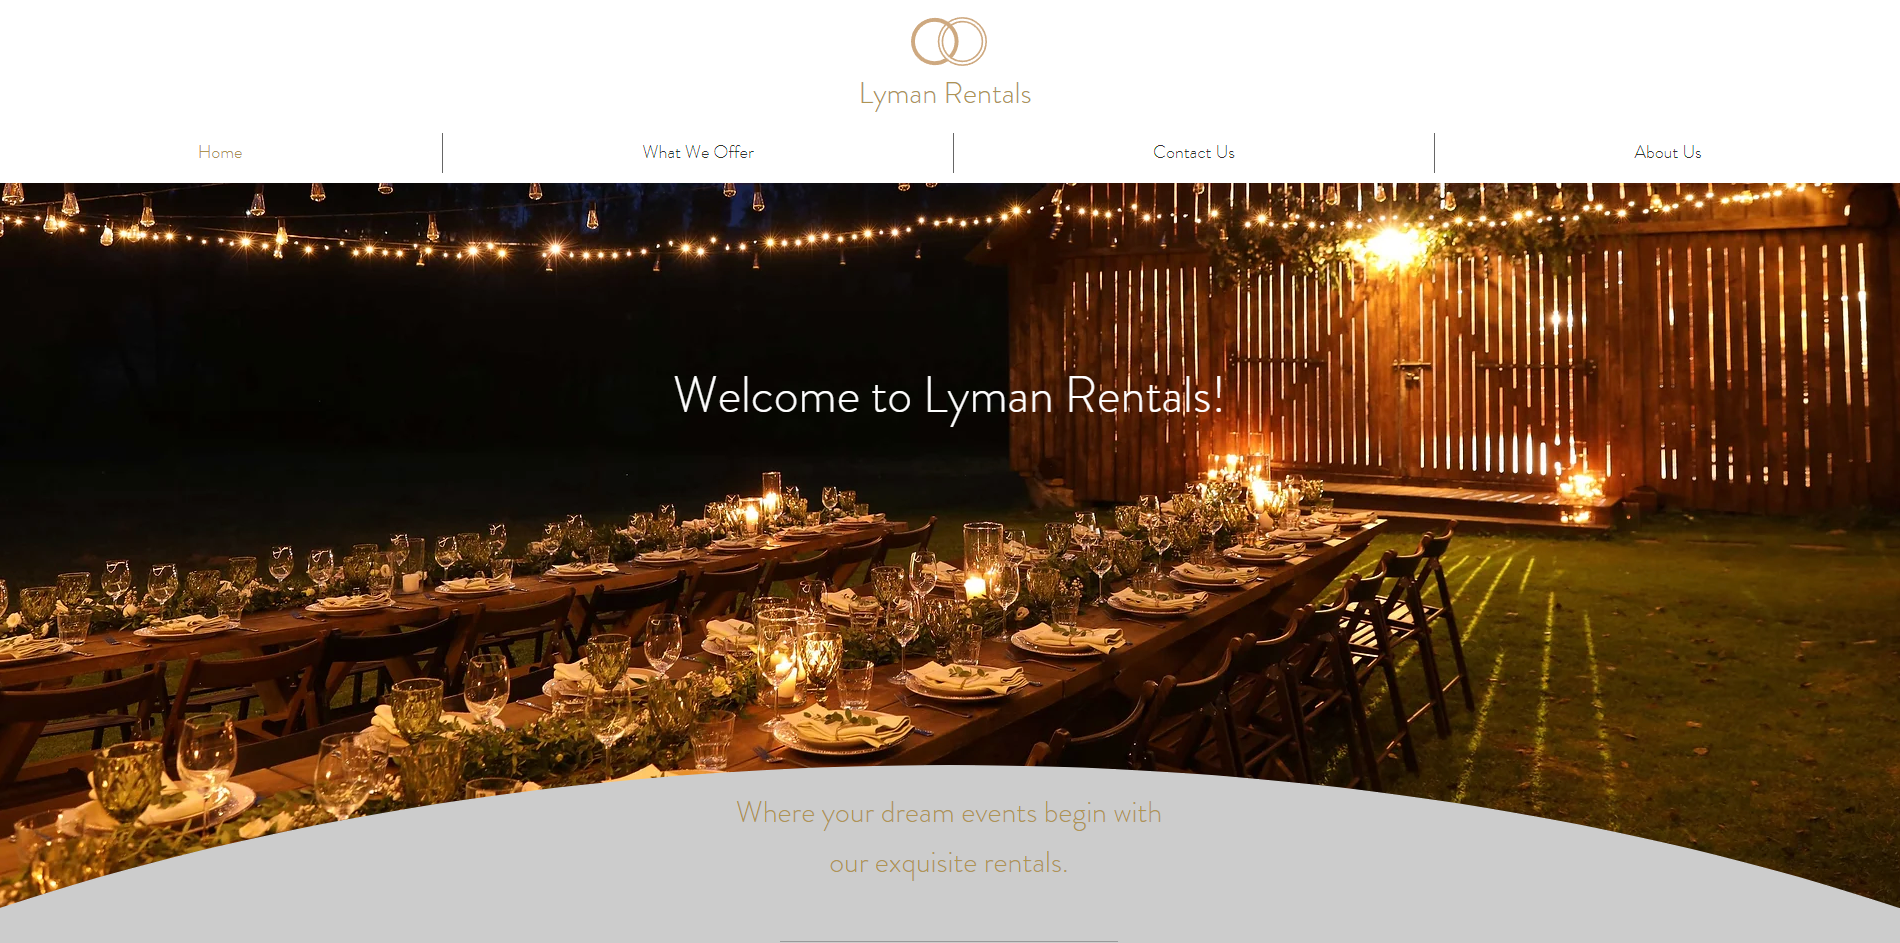 Lyman Rentals
Home
What We Offer
Contact Us
About Us
Welcome to Lyman Rentals!
Where your dream events begin with
our exquisite rentals.